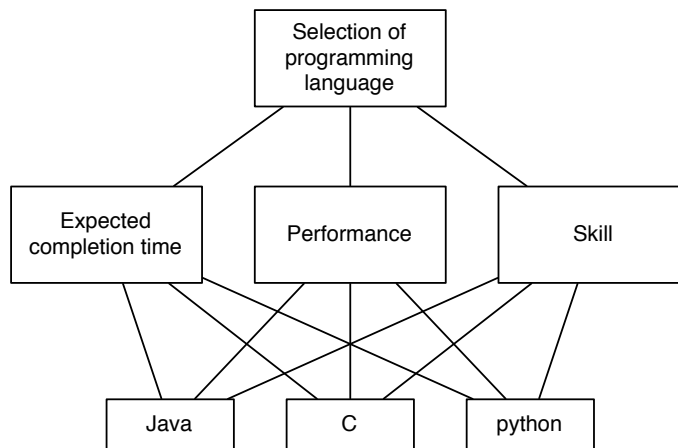 Selection of
programming
language
Expected
completion time
Performance
Skill
Java
C
python